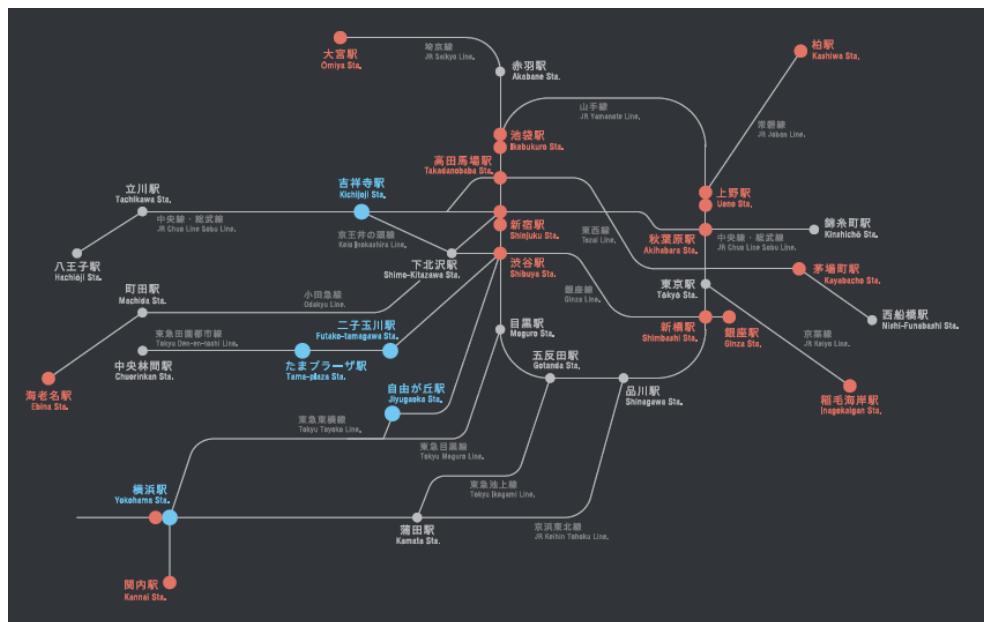 大宮駅
Omiya Sta.
埼京線
JR Saikyo Line.
赤羽駅
Akabane Sta.
柏駅
Kashiwa Sta.
山手線
JR Yamanote Line.
常磐線
JR Joban Line.
池袋駅
Ikebukuro Sta.
高田馬場駅
Takadanobaba Sta.
吉祥寺駅
Kichijoji Sta.
立川駅
Tachikawa Sta.
中央線・総武線
JR Chuo Line Sobu Line.
上野駅
Ueno Sta.
京王井の頭線
Keio Inokashira Line.
新宿駅
Shinjuku Sta.
東西線
Tozai Line.
秋葉原駅
Akihabara Sta.
中央線・総武線
JR Chuo Line Sobu Line.
錦糸町駅
Kinshichō Sta.
八王子駅
Hachioji Sta.
下北沢駅
Shimo-Kitazawa Sta.
渋谷駅
Shibuya Sta.
茅場町駅
Kayabacho Sta.
町田駅
Machida Sta.
小田急線
Odakyu Line.
銀座線
Ginza Line.
東京駅
Tōkyō Sta.
西船橋駅
Nishi-Funabashi Sta.
東急田園都市線
Tokyu Den-en-toshi Line.
二子玉川駅
Futako-tamagawa Sta.
目黒駅
Meguro Sta.
新橋駅
Shimbashi Sta.
銀座駅
Ginza Sta.
京葉線
JR Keiyo Line.
中央林間駅
Chuorinkan Sta.
たまプラーザ駅
Tama-plaza Sta.
五反田駅
Gotanda Sta.
品川駅
Shinagawa Sta.
海老名駅
Ebina Sta.
自由が丘駅
Jiyugaoka Sta.
稲毛海岸駅
Inagekaigan Sta.
東急東横線
Tokyu Toyoko Line.
東急目黒線
Tokyu Meguro Line.
東急池上線
Tokyu Ikegami Line.
横浜駅
Yokohama Sta.
蒲田駅
Kamata Sta.
京浜東北線
JR Keihin Tohoku Line.
関内駅
Kannai Sta.